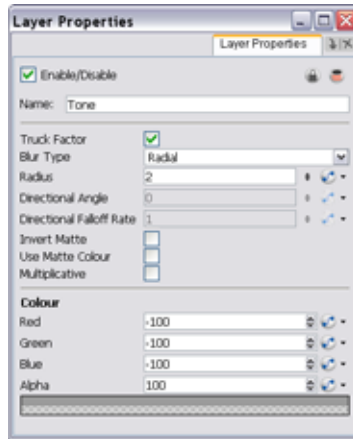 Layer Properties
Layer Properties
Enable/Disable
Name: Tone
Truck Factor
Blur Type Radial
Radius 2
Directional Angle 0
Directional Falloff Rate 1
Invert Matte
Use Matte Colour
Multiplicative
Colour
Red -100
Green -100
Blue -100
Alpha 100